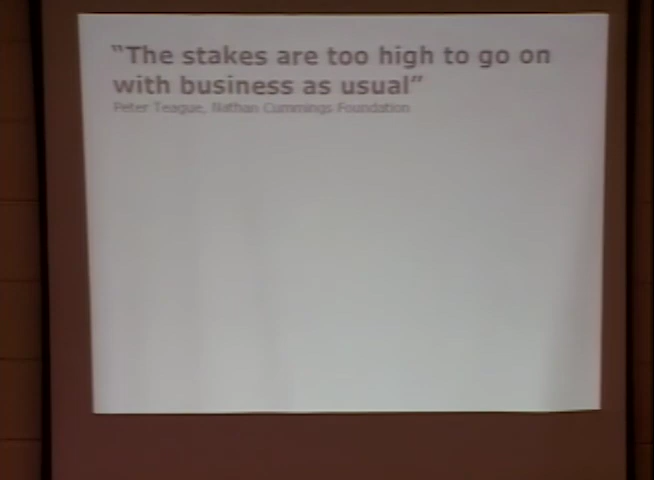 “The stakes are too high to go on
with business as usual”
Peter Teague, Nathan Cummings Foundation